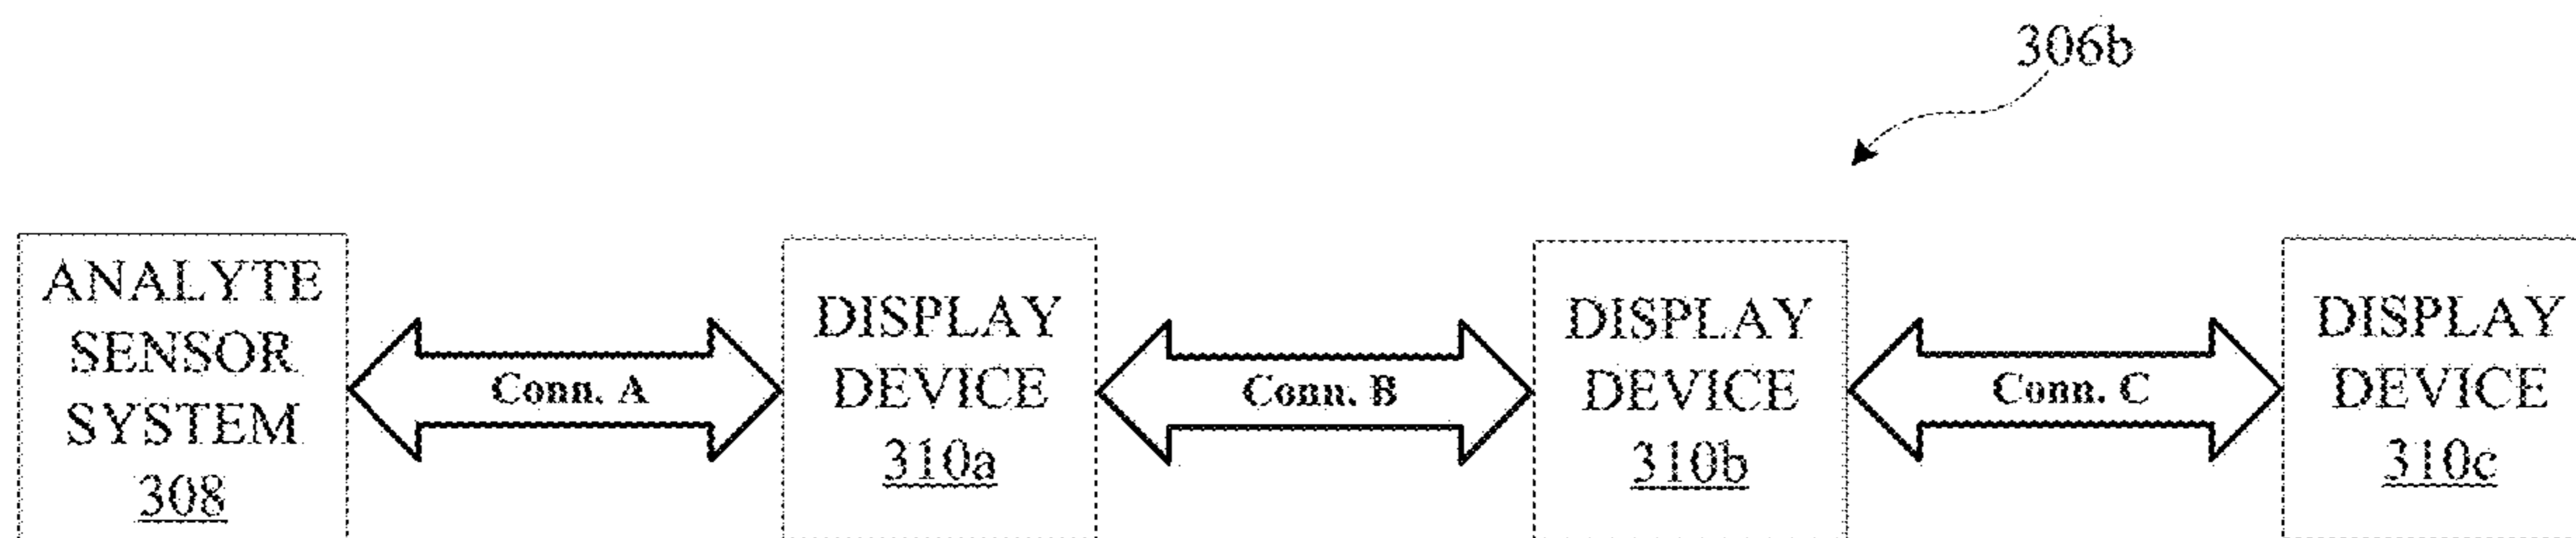 306b
ANALYTE
SENSOR
SYSTEM
308
Conn. A
DISPLAY
DEVICE
310a
Conn. B
DISPLAY
DEVICE
310b
Conn. C
DISPLAY
DEVICE
310c